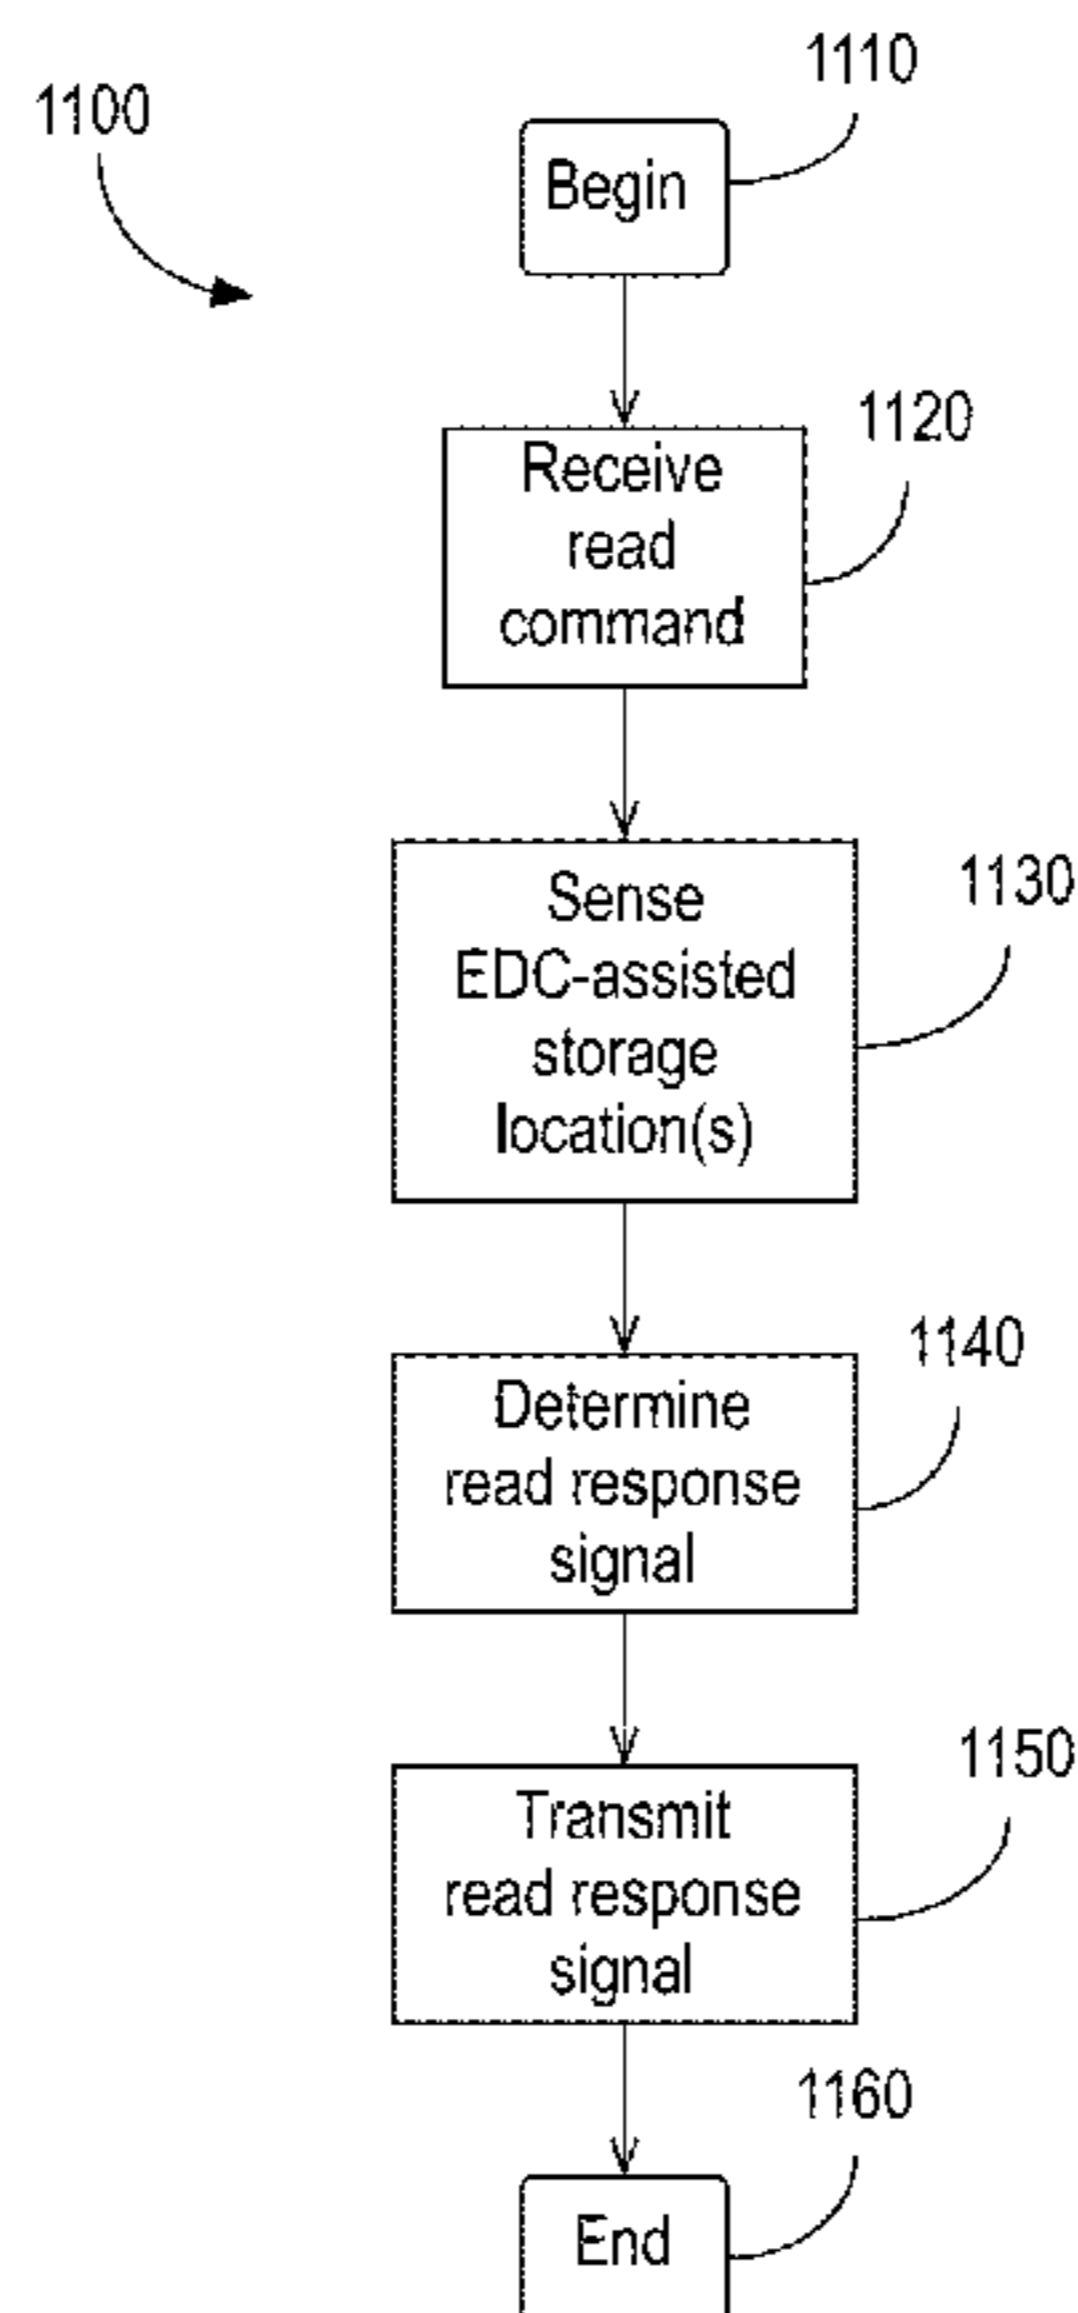 1110
1100
Begin
1120
Receive
read
command
1130
Sense
EDC-assisted
storage
location(s)
1140
Determine
read response
signal
1150
Transmit
read response
signal
1160
End